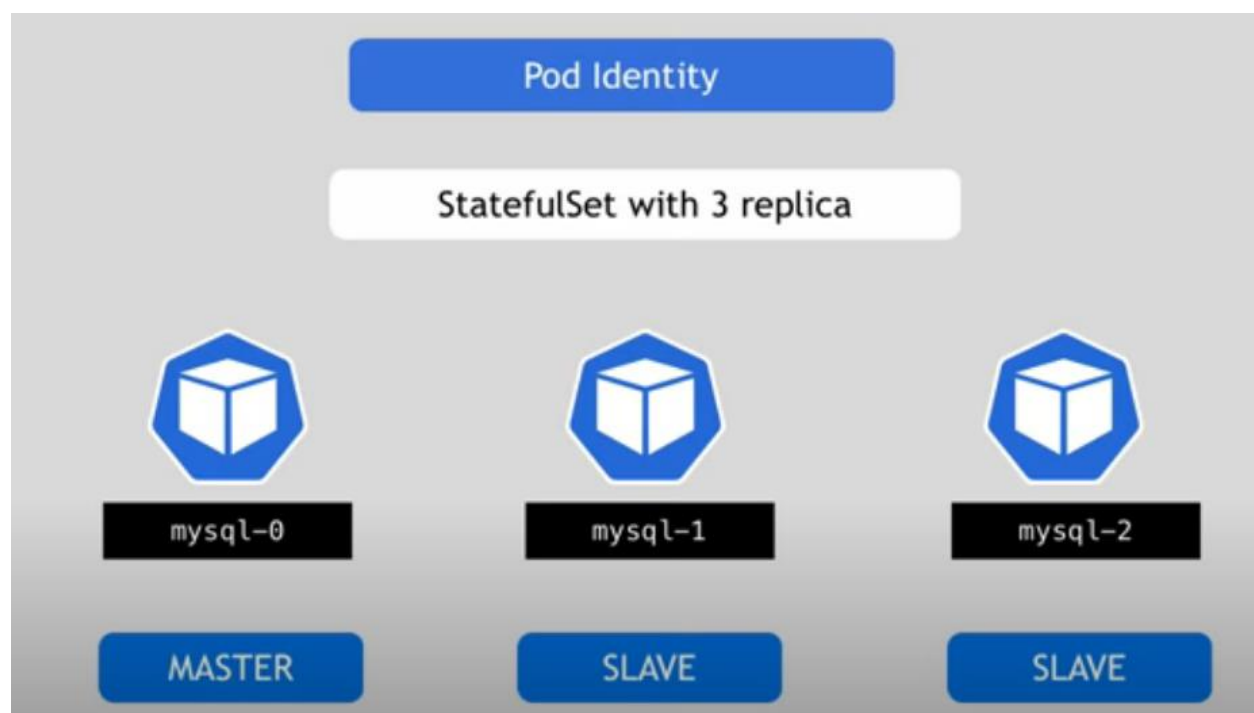 Pod Identity
StatefulSet with 3 replica
mysql-0
mysql-1
mysql-2
MASTER
SLAVE
SLAVE